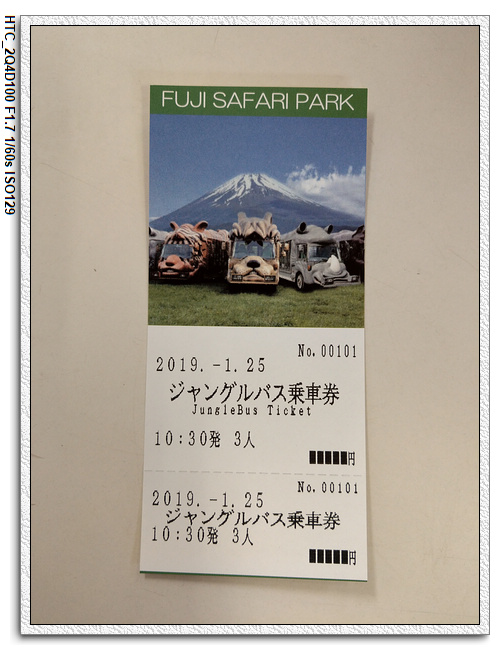 HTC_2Q4D100 F1.7 1/60s ISO129
FUJI SAFARI PARK
No.00101
2019.-1.25
ジャングルバス乗車券
JungleBus Ticket
10:30発 3人
█████円
No.00101
2019.-1.25
ジャングルバス乗車券
10:30発 3人
█████円